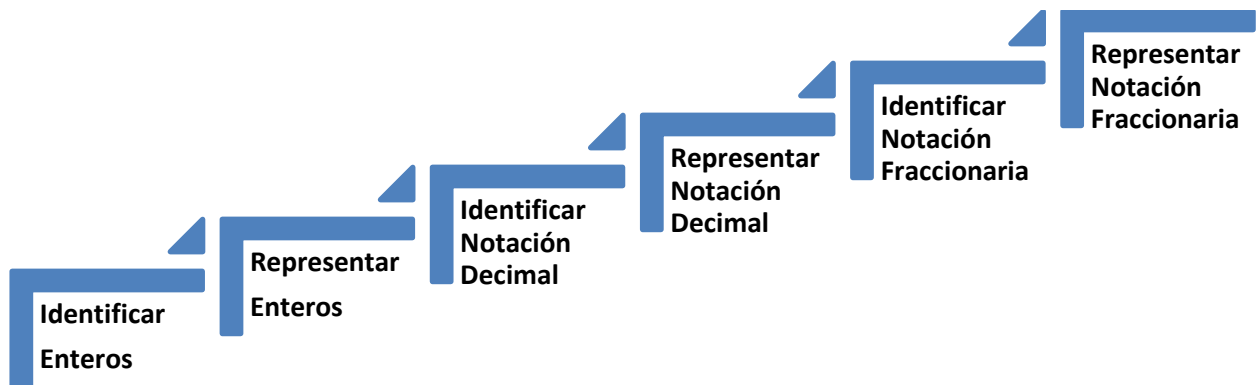 Identificar
Enteros
Representar
Enteros
Identificar
Notación
Decimal
Representar
Notación
Decimal
Identificar
Notación
Fraccionaria
Representar
Notación
Fraccionaria